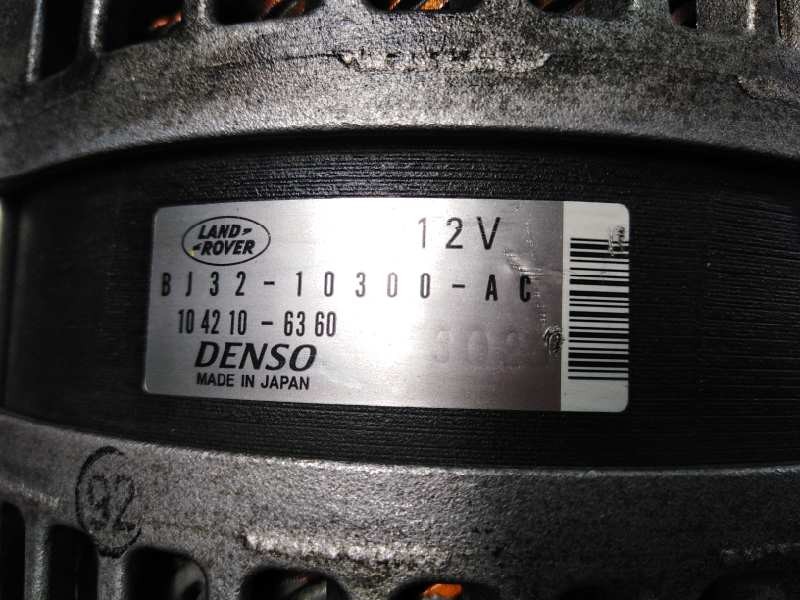 LAND
ROVER
12V
BJ32-10300-AC
104210-6360
DENSO
MADE IN JAPAN
92